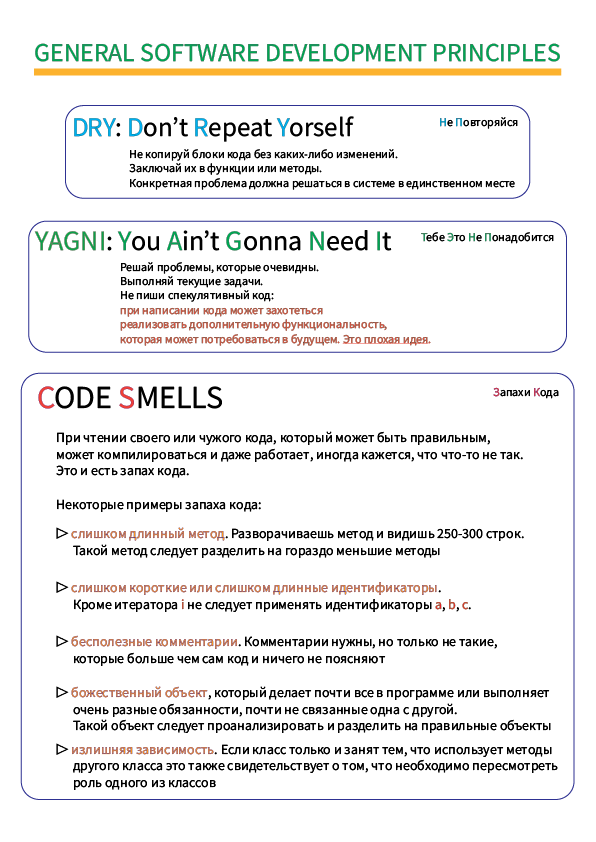 GENERAL SOFTWARE DEVELOPMENT PRINCIPLES
DRY: Don't Repeat Yorself
Не Повторяйся
Не копируй блоки кода без каких-либо изменений.
Заключай их в функции или методы.
Конкретная проблема должна решаться в системе в единственном месте
YAGNI: You Ain't Gonna Need It
Тебе Это Не Понадобится
Решай проблемы, которые очевидны.
Выполняй текущие задачи.
Не пиши спекулятивный код:
при написании кода может захотеться
реализовать дополнительную функциональность,
которая может потребоваться в будущем. Это плохая идея.
CODE SMELLS
Запахи Кода
При чтении своего или чужого кода, который может быть правильным,
может компилироваться и даже работает, иногда кажется, что что-то не так.
Это и есть запах кода.
Некоторые примеры запаха кода:
слишком длинный метод. Разворачиваешь метод и видишь 250-300 строк.
Такой метод следует разделить на гораздо меньшие методы
слишком короткие или слишком длинные идентификаторы.
Кроме итератора i не следует применять идентификаторы a, b, c.
бесполезные комментарии. Комментарии нужны, но только не такие,
которые больше чем сам код и ничего не поясняют
божественный объект, который делает почти все в программе или выполняет
очень разные обязанности, почти не связанные одна с другой.
Такой объект следует проанализировать и разделить на правильные объекты
излишняя зависимость. Если класс только и занят тем, что использует методы
другого класса это также свидетельствует о том, что необходимо пересмотреть
роль одного из классов